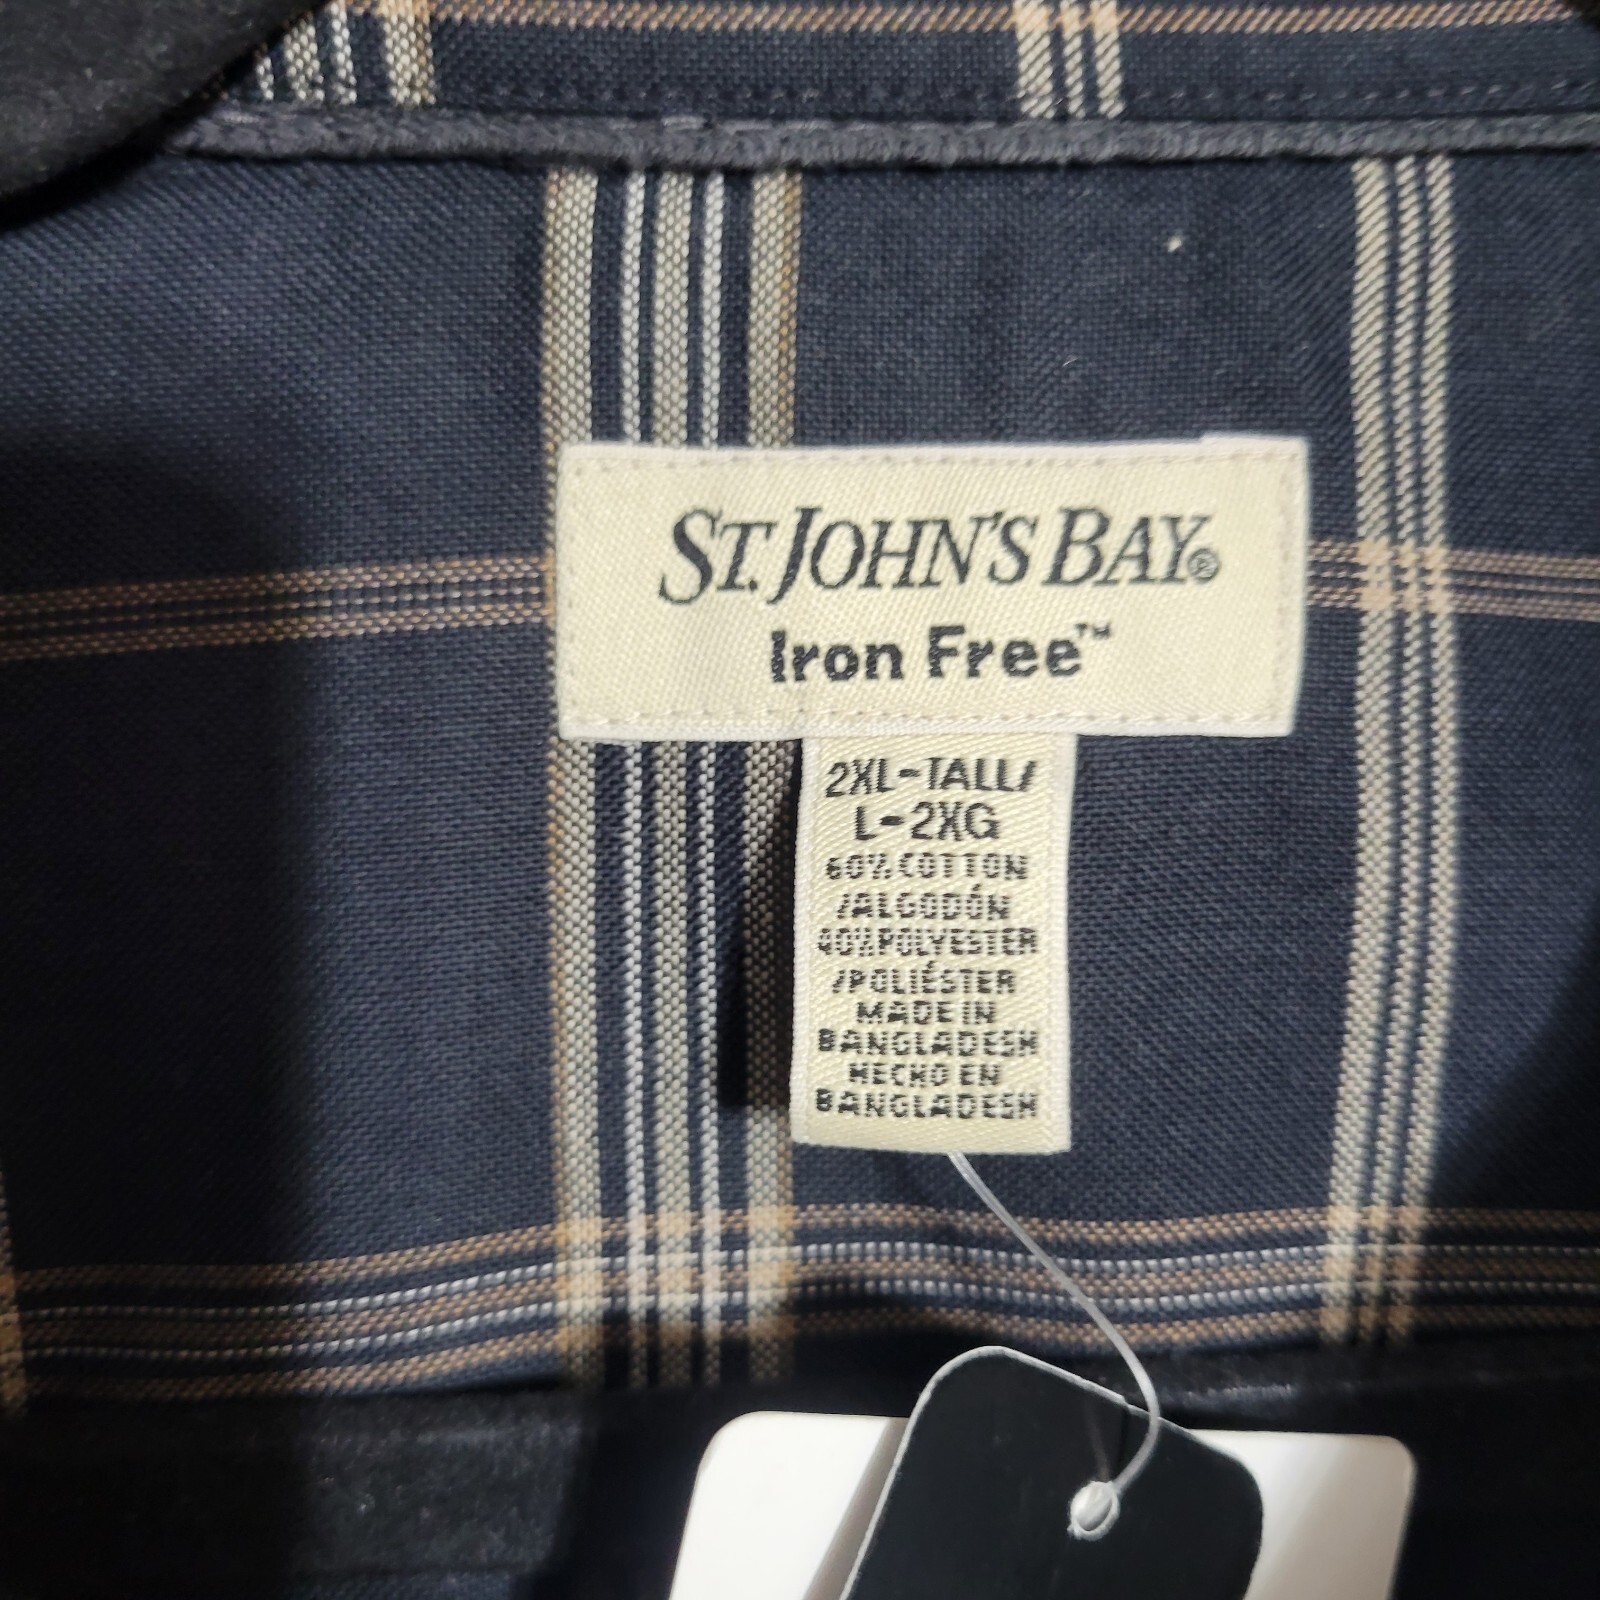 ST. JOHN'S BAY®
Iron Free™
2XL-TALL/
L-2XG
60% COTTON
/ALGODÓN
40% POLYESTER
/POLIÉSTER
MADE IN
BANGLADESH
HECHO EN
BANGLADESH